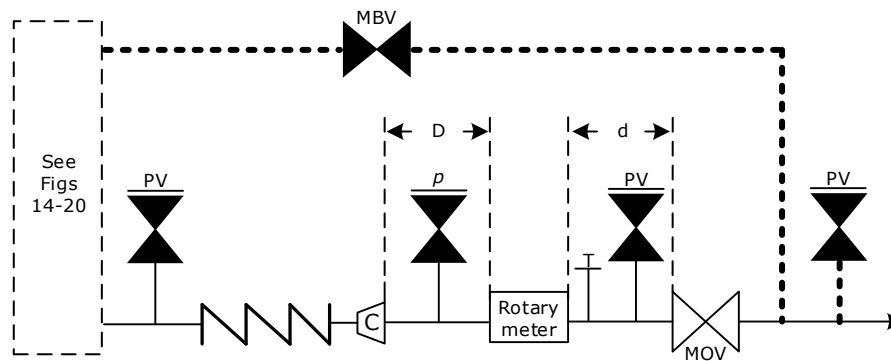 MBV
D
d
See
Figs
14-20
PV
p
PV
PV
T
C
Rotary
meter
MOV